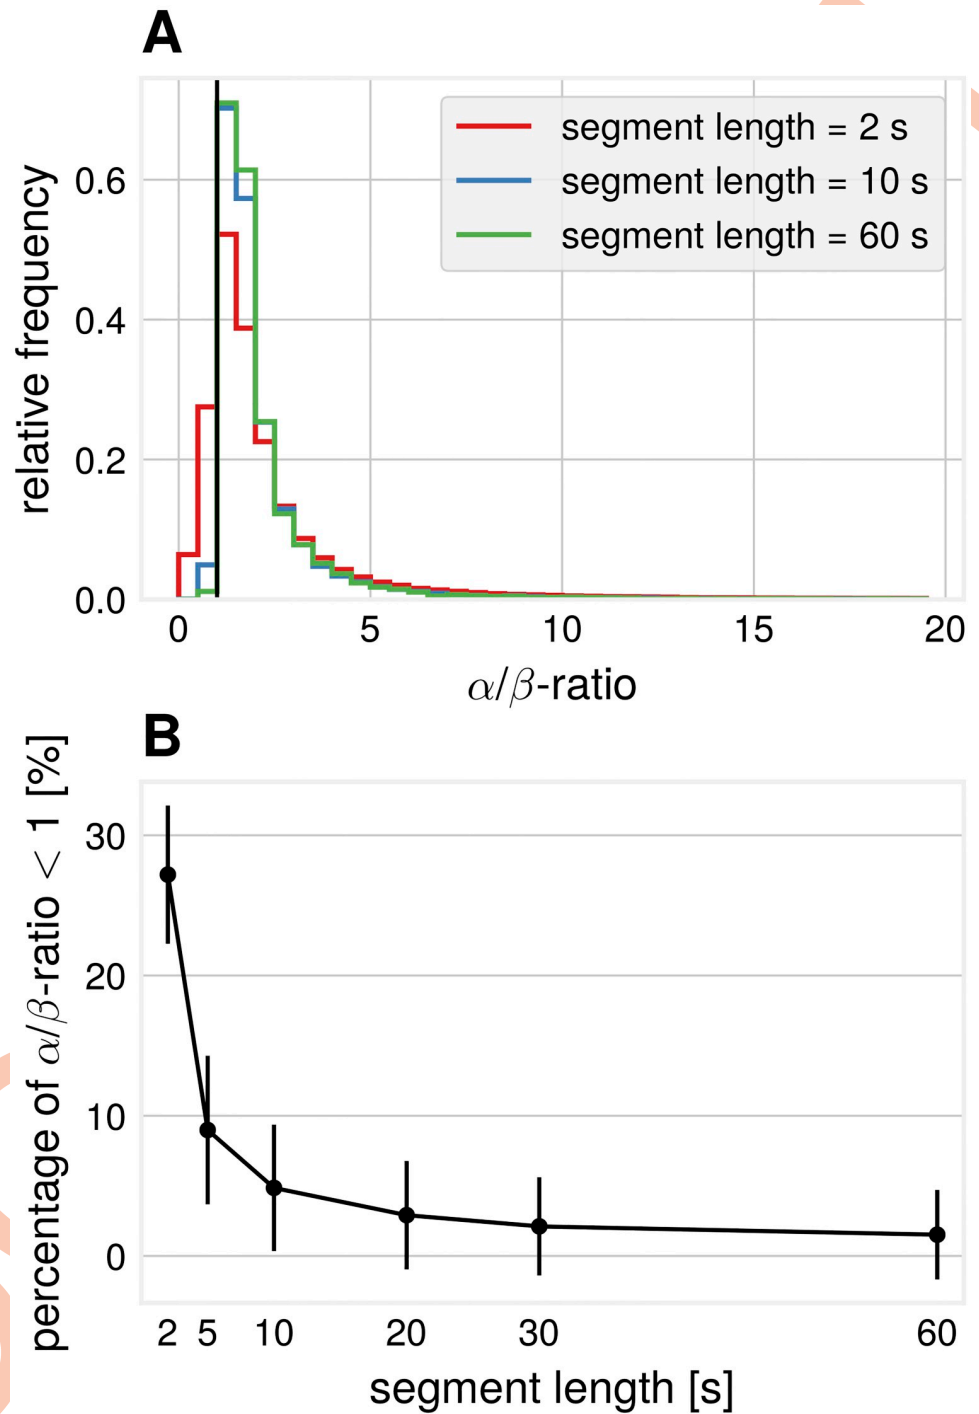 A
relative frequency
0.6
0.4
0.2
0.0
segment length = 2 s
segment length = 10 s
segment length = 60 s
0 5 10 15 20
α/β-ratio
B
percentage of α/β-ratio < 1 [%]
30
20
10
0
2 5 10 20 30 60
segment length [s]